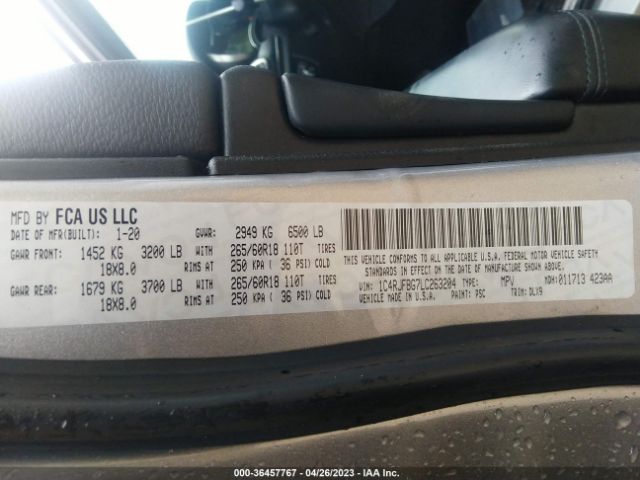 MFD BY FCA US LLC
DATE OF MFR(BUILT): 1-20 GVWR: 2949 KG 6500 LB
GAWR FRONT: 1452 KG 3200 LB WITH 265/60R18 110T TIRES
18X8.0 RIMS AT 250 KPA ( 36 PSI) COLD
GAWR REAR: 1679 KG 3700 LB WITH 265/60R18 110T TIRES
18X8.0 RIMS AT 250 KPA ( 36 PSI) COLD
THIS VEHICLE CONFORMS TO ALL APPLICABLE U.S.A. FEDERAL MOTOR VEHICLE SAFETY
STANDARDS IN EFFECT ON THE DATE OF MANUFACTURE SHOWN ABOVE.
VIN: 1C4RJFBG7LC263204 TYPE: MPV MDH: 011713 423AA
VEHICLE MADE IN U.S.A. PAINT: PSC TRIM: DLX9
000-36457767 - 04/26/2023 - IAA Inc.